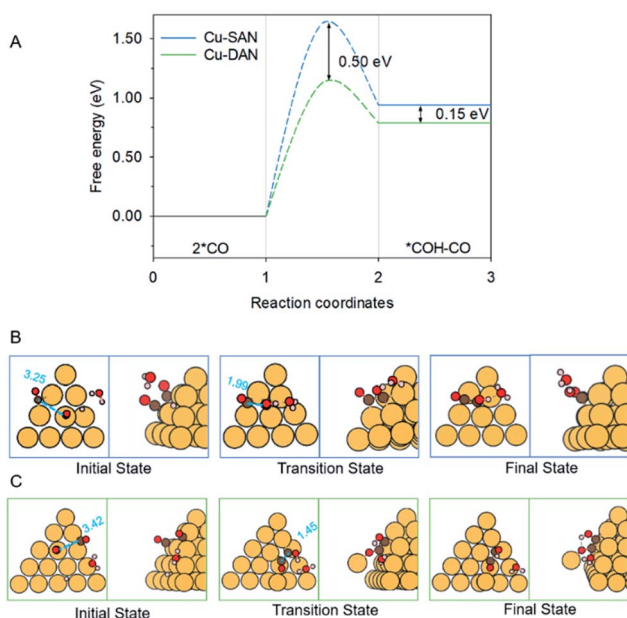 A
Cu-SAN
Cu-DAN
0.50 eV
0.15 eV
1.50
1.00
0.50
0.00
Free energy (eV)
2*CO
*COH-CO
0 1 2 3
Reaction coordinates
B
3.25
1.99
Initial State Transition State Final State
C
3.42
1.45
Initial State Transition State Final State